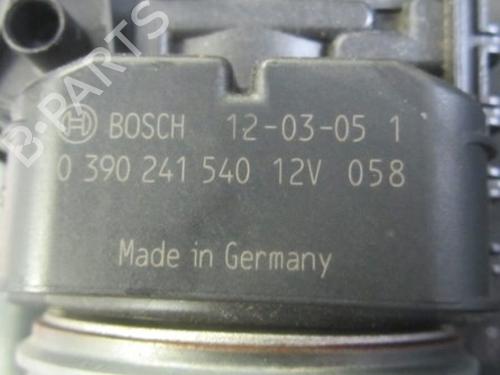 BOSCH 12-03-05 1
0 390 241 540 12V 058
Made in Germany
B-PARTS